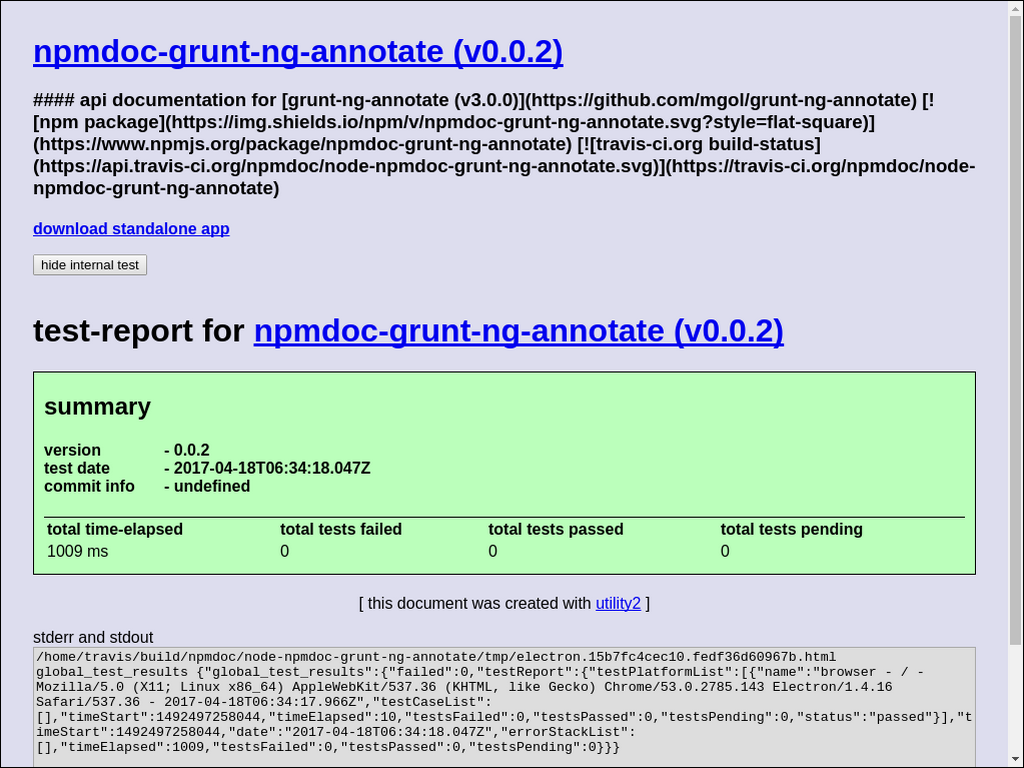 npmdoc-grunt-ng-annotate (v0.0.2)
#### api documentation for [grunt-ng-annotate (v3.0.0)](https://github.com/mgol/grunt-ng-annotate) [!
[npm package](https://img.shields.io/npm/v/npmdoc-grunt-ng-annotate.svg?style=flat-square)]
(https://www.npmjs.org/package/npmdoc-grunt-ng-annotate) [![travis-ci.org build-status]
(https://api.travis-ci.org/npmdoc/node-npmdoc-grunt-ng-annotate.svg)](https://travis-ci.org/npmdoc/node-
npmdoc-grunt-ng-annotate)
download standalone app
hide internal test
test-report for npmdoc-grunt-ng-annotate (v0.0.2)
summary
version - 0.0.2
test date - 2017-04-18T06:34:18.047Z
commit info - undefined
total time-elapsed total tests failed total tests passed total tests pending
1009 ms 0 0 0
[ this document was created with utility2 ]
stderr and stdout
/home/travis/build/npmdoc/node-npmdoc-grunt-ng-annotate/tmp/electron.15b7fc4cec10.fedf36d60967b.html
global_test_results {"global_test_results":{"failed":0,"testReport":{"testPlatformList":[{"name":"browser - / -
Mozilla/5.0 (X11; Linux x86_64) AppleWebKit/537.36 (KHTML, like Gecko) Chrome/53.0.2785.143 Electron/1.4.16
Safari/537.36 - 2017-04-18T06:34:17.966Z","testCaseList":
[],"timeStart":1492497258044,"timeElapsed":10,"testsFailed":0,"testsPassed":0,"testsPending":0,"status":"passed"}],"t
imeStart":1492497258044,"date":"2017-04-18T06:34:18.047Z","errorStackList":
[],"timeElapsed":1009,"testsFailed":0,"testsPassed":0,"testsPending":0}}}